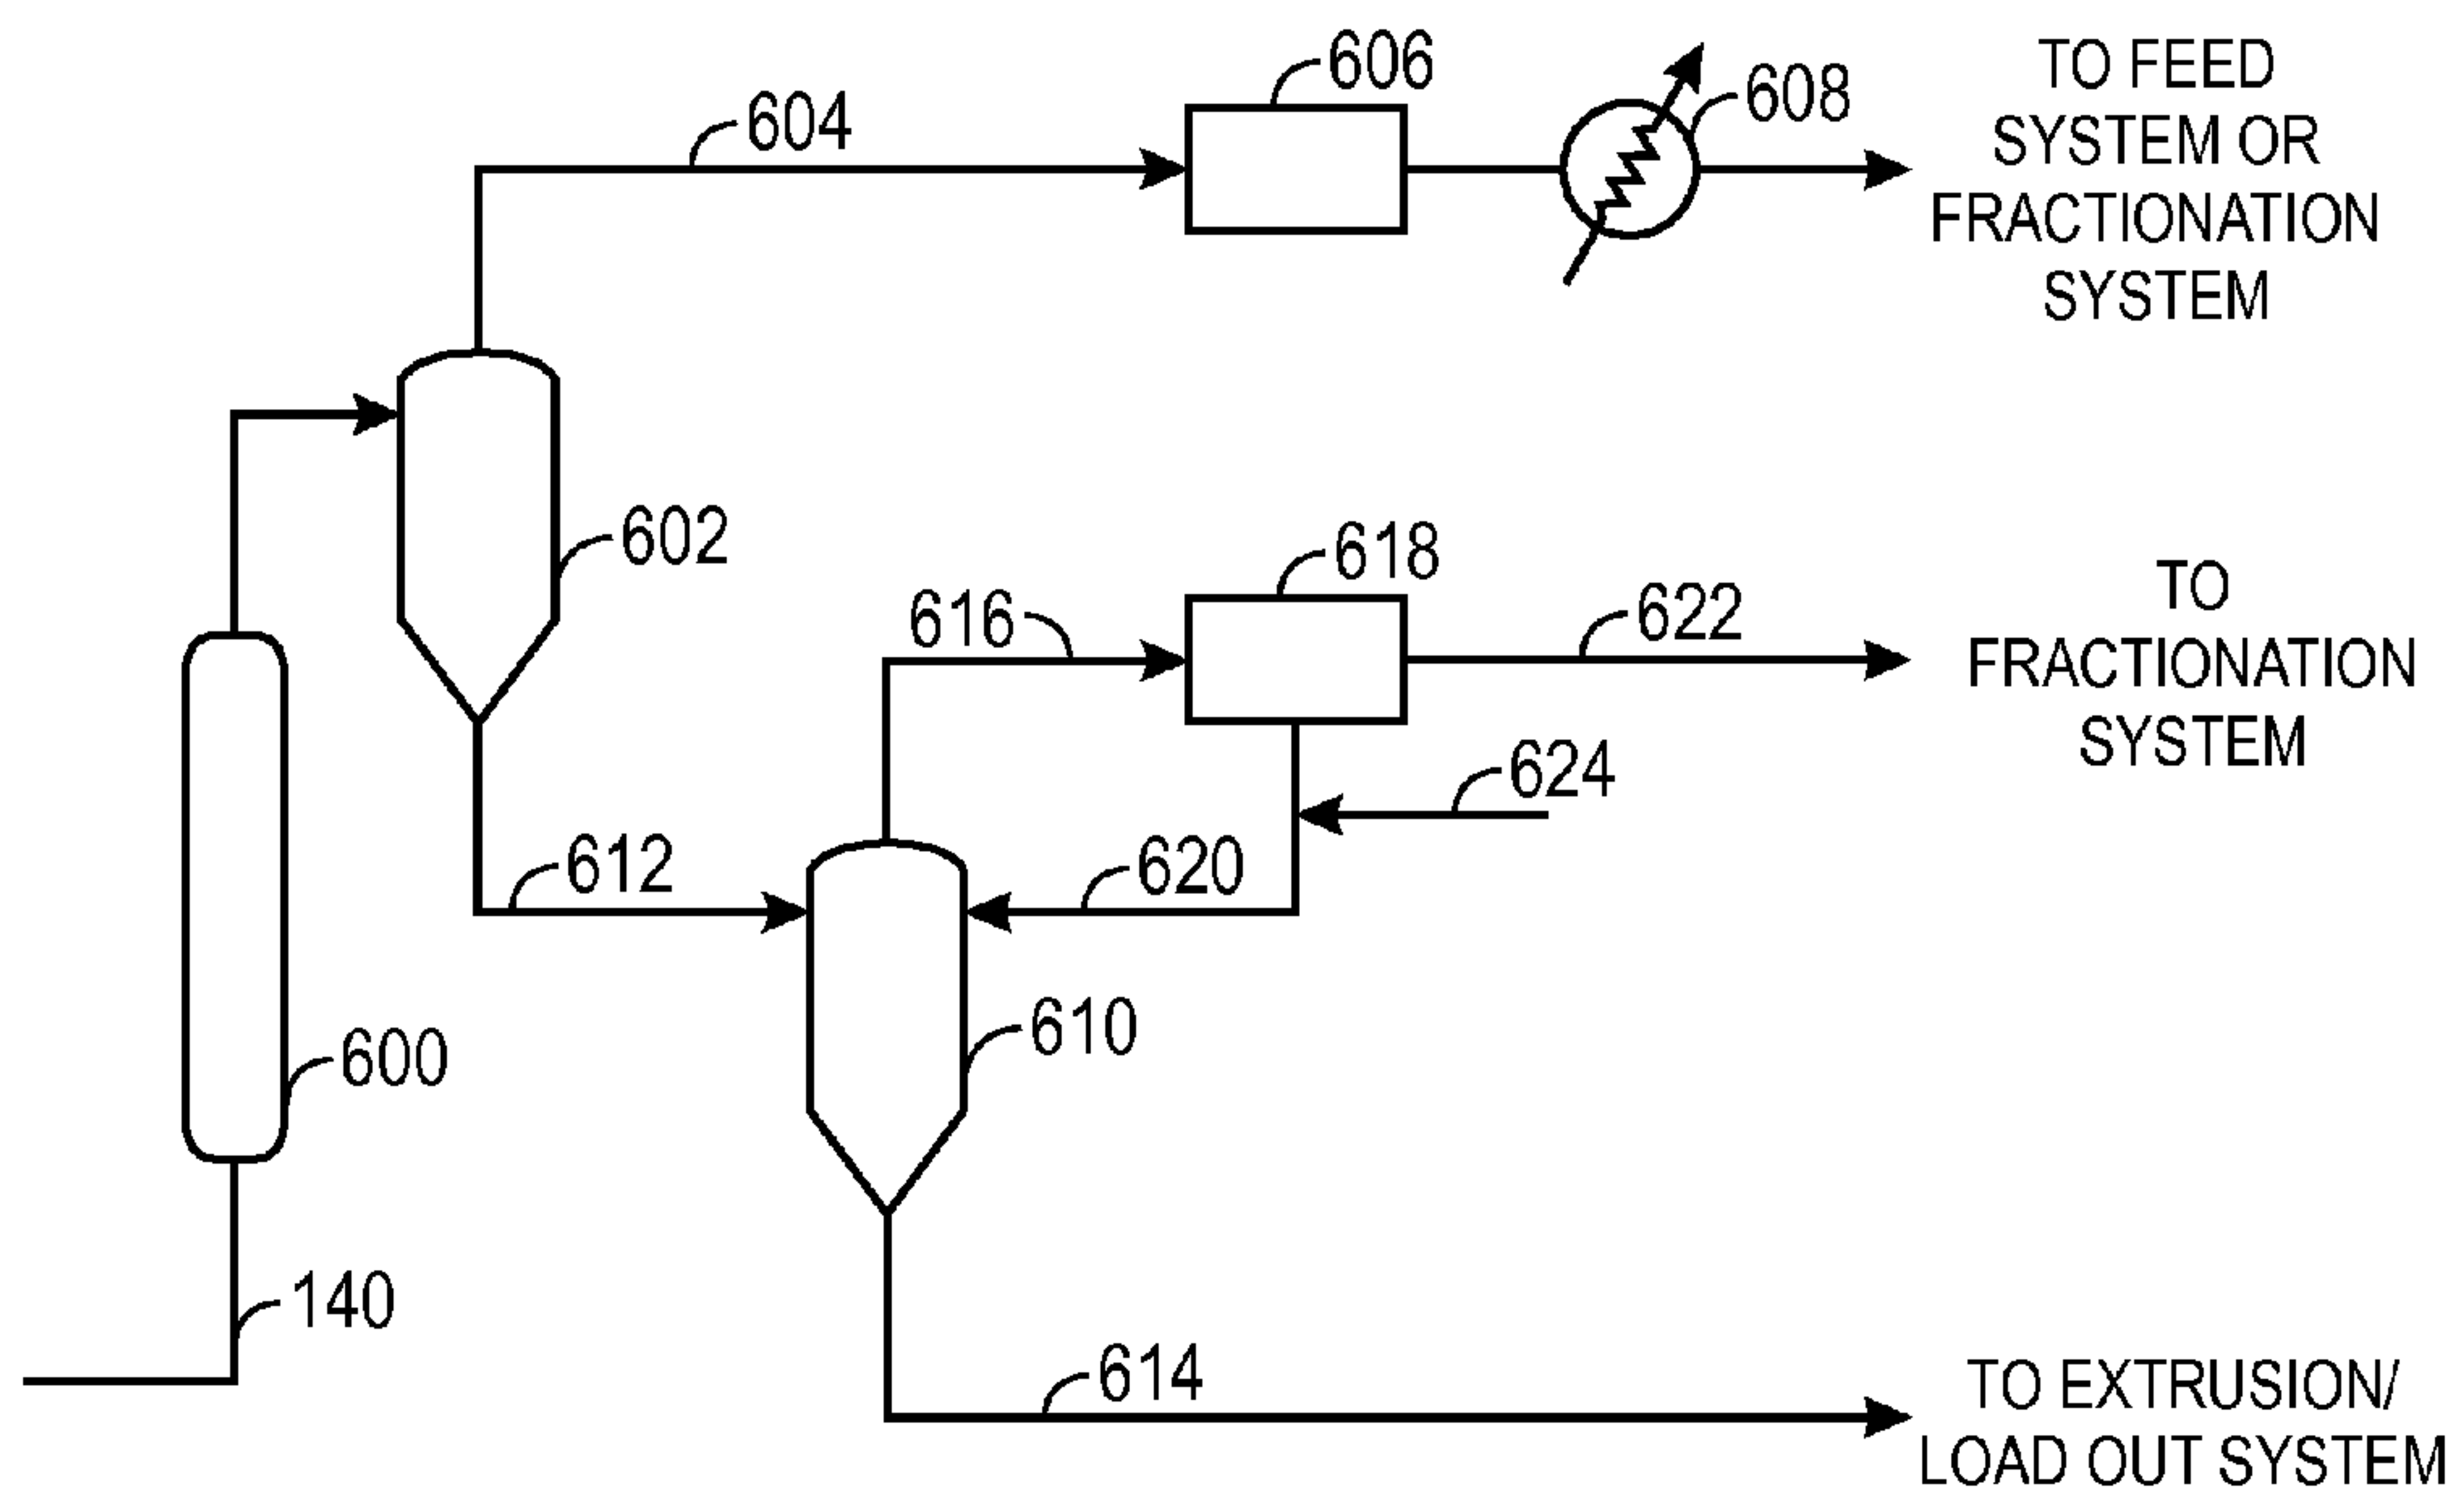 606
608
604
TO FEED
SYSTEM OR
FRACTIONATION
SYSTEM
602
618
616
622
TO
FRACTIONATION
SYSTEM
624
612
620
610
600
140
614
TO EXTRUSION/
LOAD OUT SYSTEM